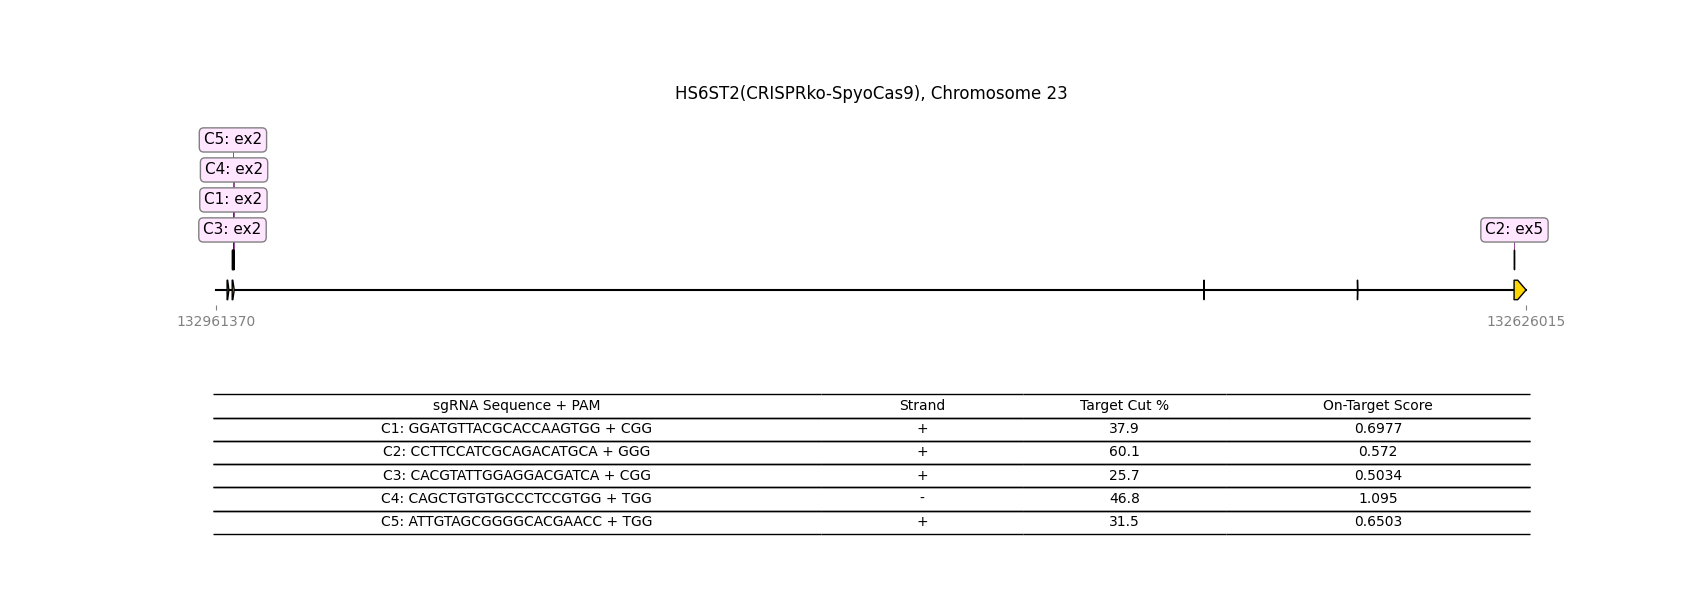 HS6ST2(CRISPRko-SpyoCas9), Chromosome 23
C5: ex2
C4: ex2
C1: ex2
C3: ex2
C2: ex5
132961370 132626015
sgRNA Sequence + PAM Strand Target Cut % On-Target Score
C1: GGATGTTACGCACCAAGTGG + CGG + 37.9 0.6977
C2: CCTTCCATCGCAGACATGCA + GGG + 60.1 0.572
C3: CACGTATTGGAGGACGATCA + CGG + 25.7 0.5034
C4: CAGCTGTGTGCCCTCCGTGG + TGG - 46.8 1.095
C5: ATTGTAGCGGGGCACGAACC + TGG + 31.5 0.6503